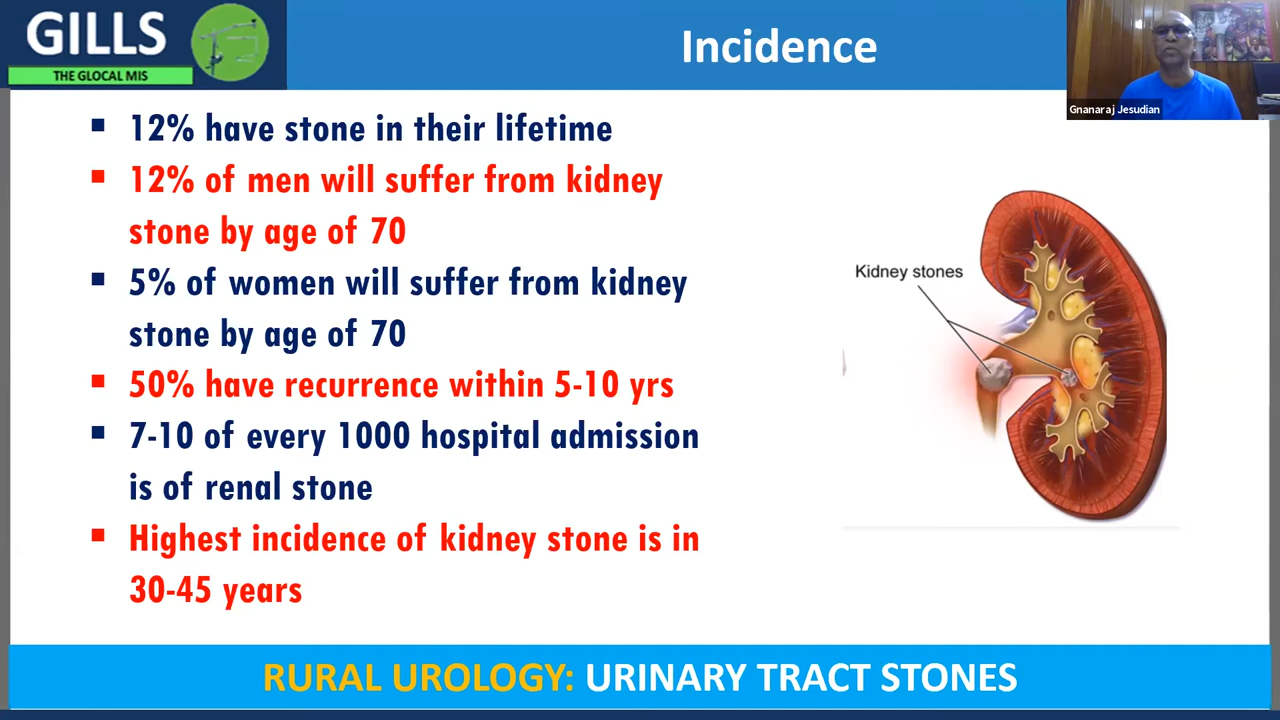 GILLS
THE GLOCAL MIS
Incidence
Gnanaraj Jesudian
▪ 12% have stone in their lifetime
▪ 12% of men will suffer from kidney
stone by age of 70
▪ 5% of women will suffer from kidney
stone by age of 70
▪ 50% have recurrence within 5-10 yrs
▪ 7-10 of every 1000 hospital admission
is of renal stone
▪ Highest incidence of kidney stone is in
30-45 years
Kidney stones
RURAL UROLOGY: URINARY TRACT STONES